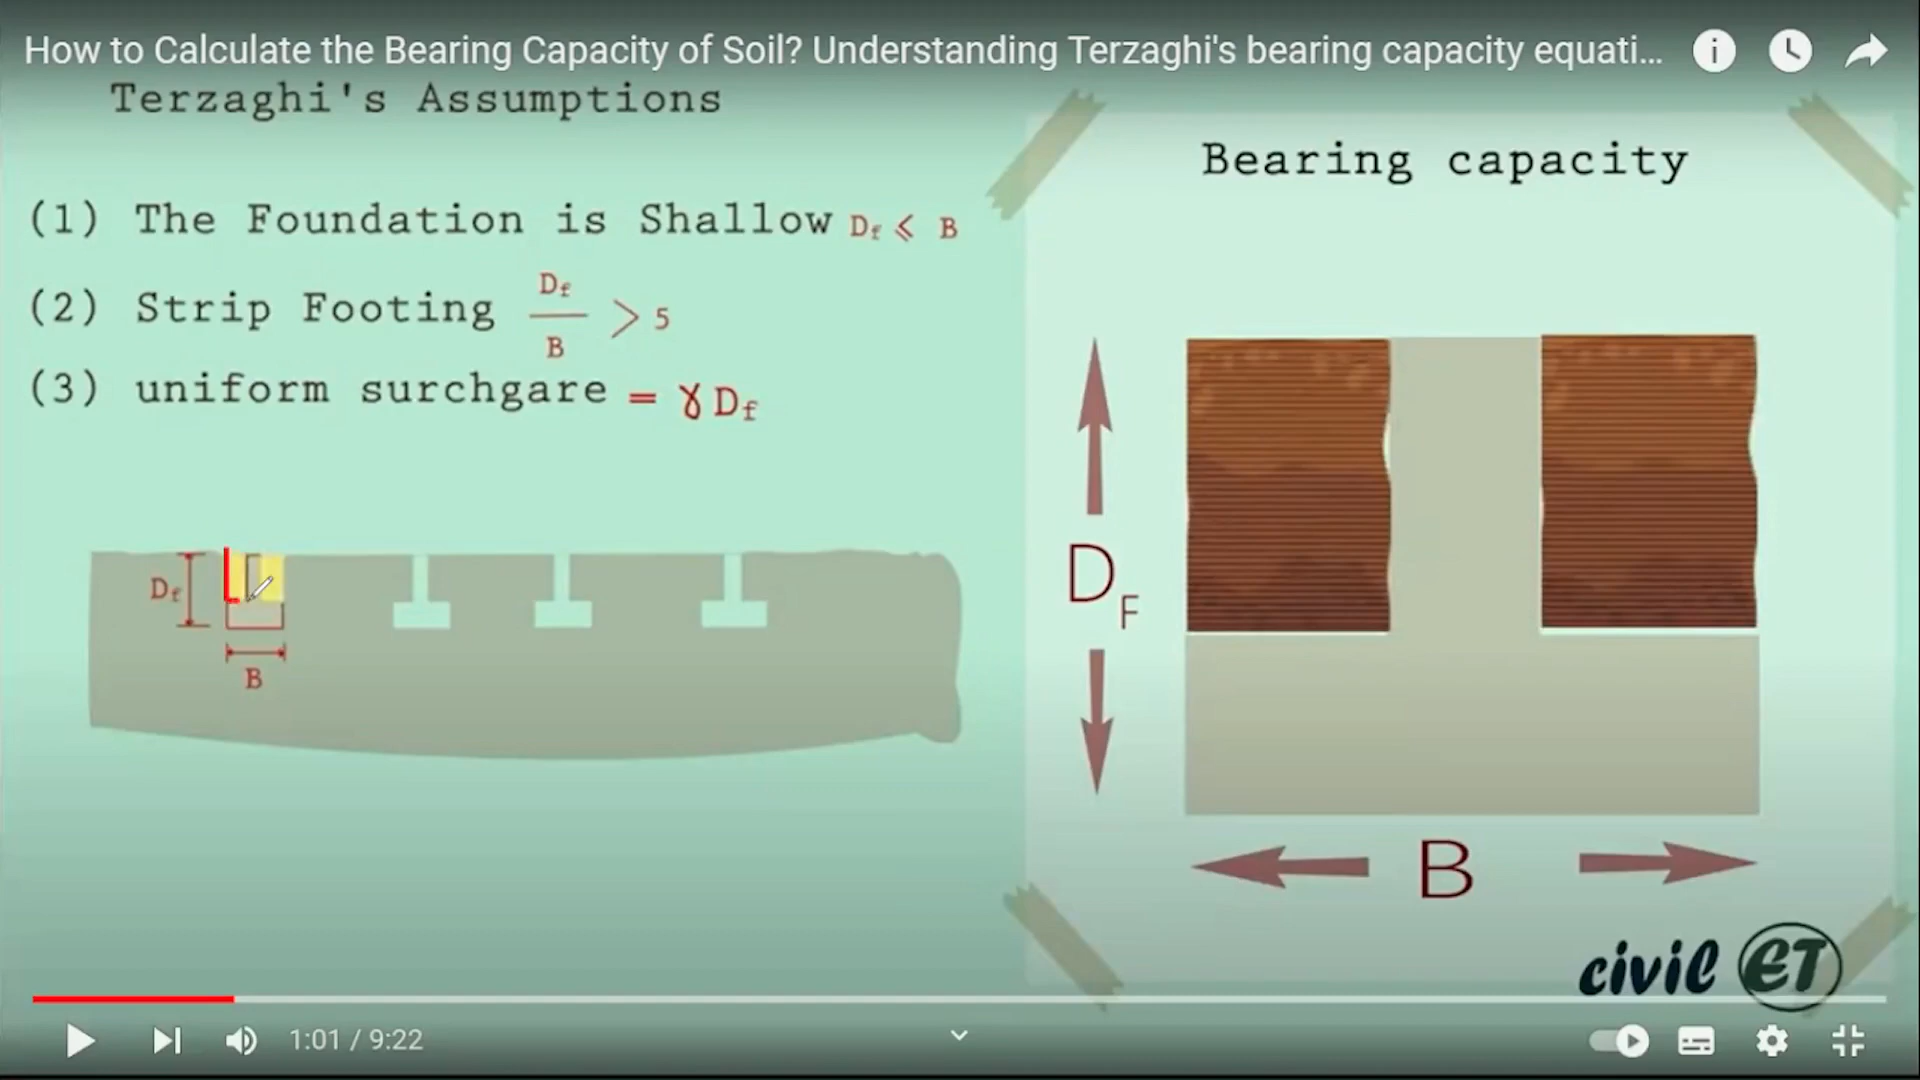 How to Calculate the Bearing Capacity of Soil? Understanding Terzaghi's bearing capacity equati...
Terzaghi's Assumptions
(1) The Foundation is Shallow Df ⩽ B
(2) Strip Footing Df/B > 5
(3) uniform surchgare = γDf
Df
B
Bearing capacity
DF
B
civil ET
1:01 / 9:22